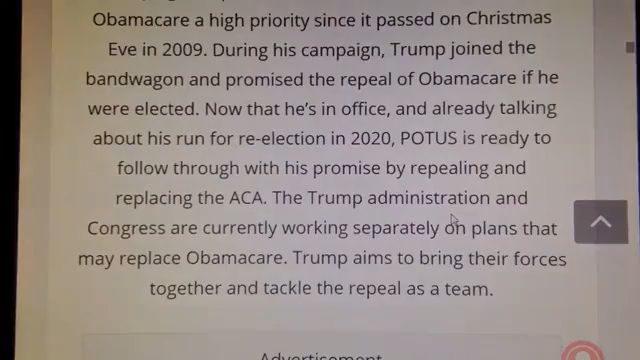 Obamacare a high priority since it passed on Christmas
Eve in 2009. During his campaign, Trump joined the
bandwagon and promised the repeal of Obamacare if he
were elected. Now that he's in office, and already talking
about his run for re-election in 2020, POTUS is ready to
follow through with his promise by repealing and
replacing the ACA. The Trump administration and
Congress are currently working separately on plans that
may replace Obamacare. Trump aims to bring their forces
together and tackle the repeal as a team.
Advertisement